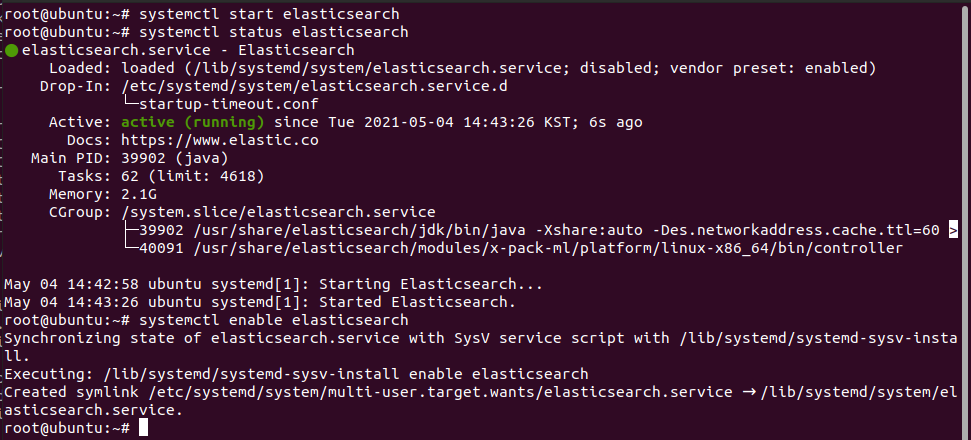 root@ubuntu:~# systemctl start elasticsearch
root@ubuntu:~# systemctl status elasticsearch
● elasticsearch.service - Elasticsearch
     Loaded: loaded (/lib/systemd/system/elasticsearch.service; disabled; vendor preset: enabled)
    Drop-In: /etc/systemd/system/elasticsearch.service.d
             └─startup-timeout.conf
     Active: active (running) since Tue 2021-05-04 14:43:26 KST; 6s ago
       Docs: https://www.elastic.co
   Main PID: 39902 (java)
      Tasks: 62 (limit: 4618)
     Memory: 2.1G
     CGroup: /system.slice/elasticsearch.service
             ├─39902 /usr/share/elasticsearch/jdk/bin/java -Xshare:auto -Des.networkaddress.cache.ttl=60 >
             └─40091 /usr/share/elasticsearch/modules/x-pack-ml/platform/linux-x86_64/bin/controller

May 04 14:42:58 ubuntu systemd[1]: Starting Elasticsearch...
May 04 14:43:26 ubuntu systemd[1]: Started Elasticsearch.
root@ubuntu:~# systemctl enable elasticsearch
Synchronizing state of elasticsearch.service with SysV service script with /lib/systemd/systemd-sysv-insta
ll.
Executing: /lib/systemd/systemd-sysv-install enable elasticsearch
Created symlink /etc/systemd/system/multi-user.target.wants/elasticsearch.service → /lib/systemd/system/el
asticsearch.service.
root@ubuntu:~#